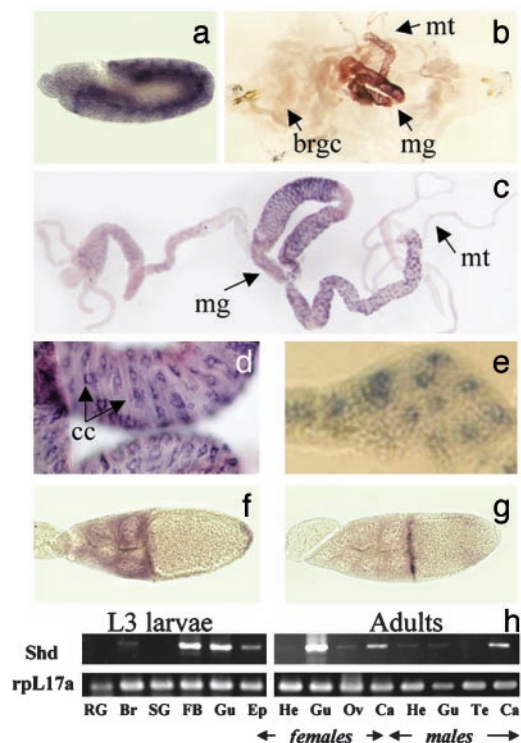 a
mt
b
brgc
mg
c
mt
mg
d
cc
e
f
g
h
L3 larvae
Adults
Shd
rpL17a
RG Br SG FB Gu Ep He Gu Ov Ca He Gu Te Ca
females males